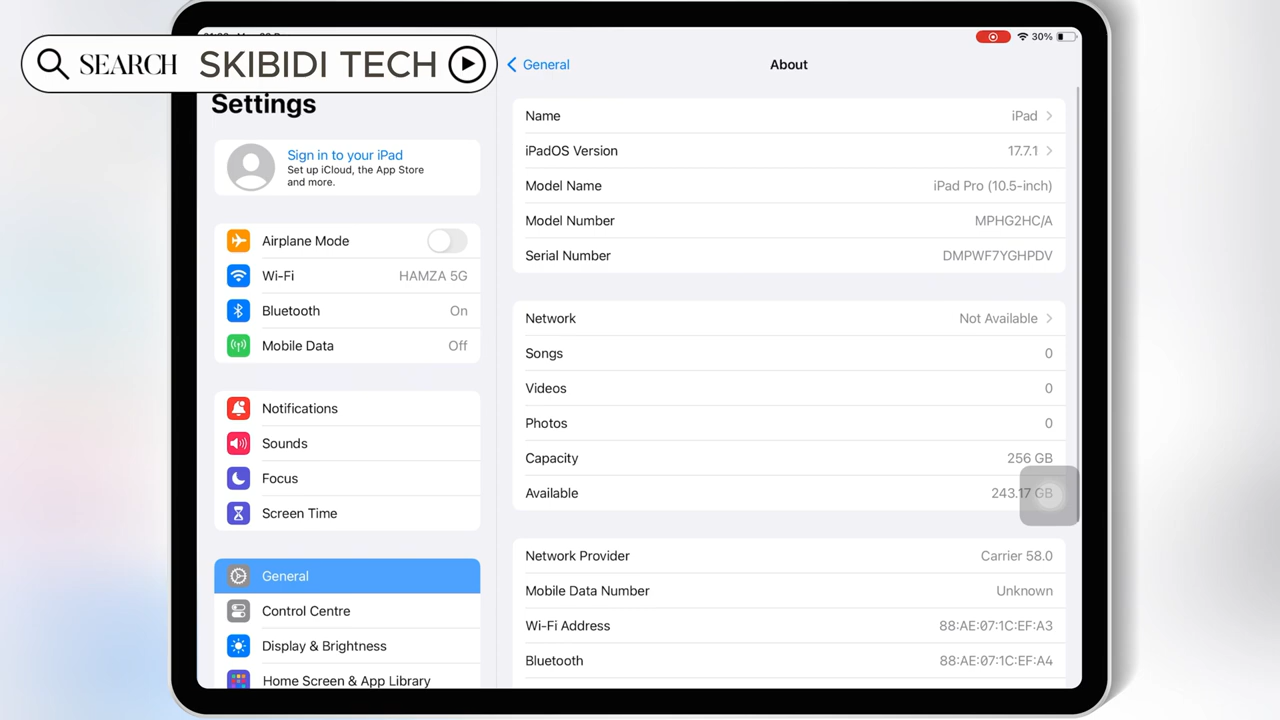 30%
SEARCH SKIBIDI TECH
Settings
General
About
Sign in to your iPad
Set up iCloud, the App Store
and more.
Airplane Mode
Wi-Fi HAMZA 5G
Bluetooth On
Mobile Data Off
Notifications
Sounds
Focus
Screen Time
General
Control Centre
Display & Brightness
Home Screen & App Library
Name iPad
iPadOS Version 17.7.1
Model Name iPad Pro (10.5-inch)
Model Number MPHG2HC/A
Serial Number DMPWF7YGHPDV
Network Not Available
Songs 0
Videos 0
Photos 0
Capacity 256 GB
Available 243.17 GB
Network Provider Carrier 58.0
Mobile Data Number Unknown
Wi-Fi Address 88:AE:07:1C:EF:A3
Bluetooth 88:AE:07:1C:EF:A4